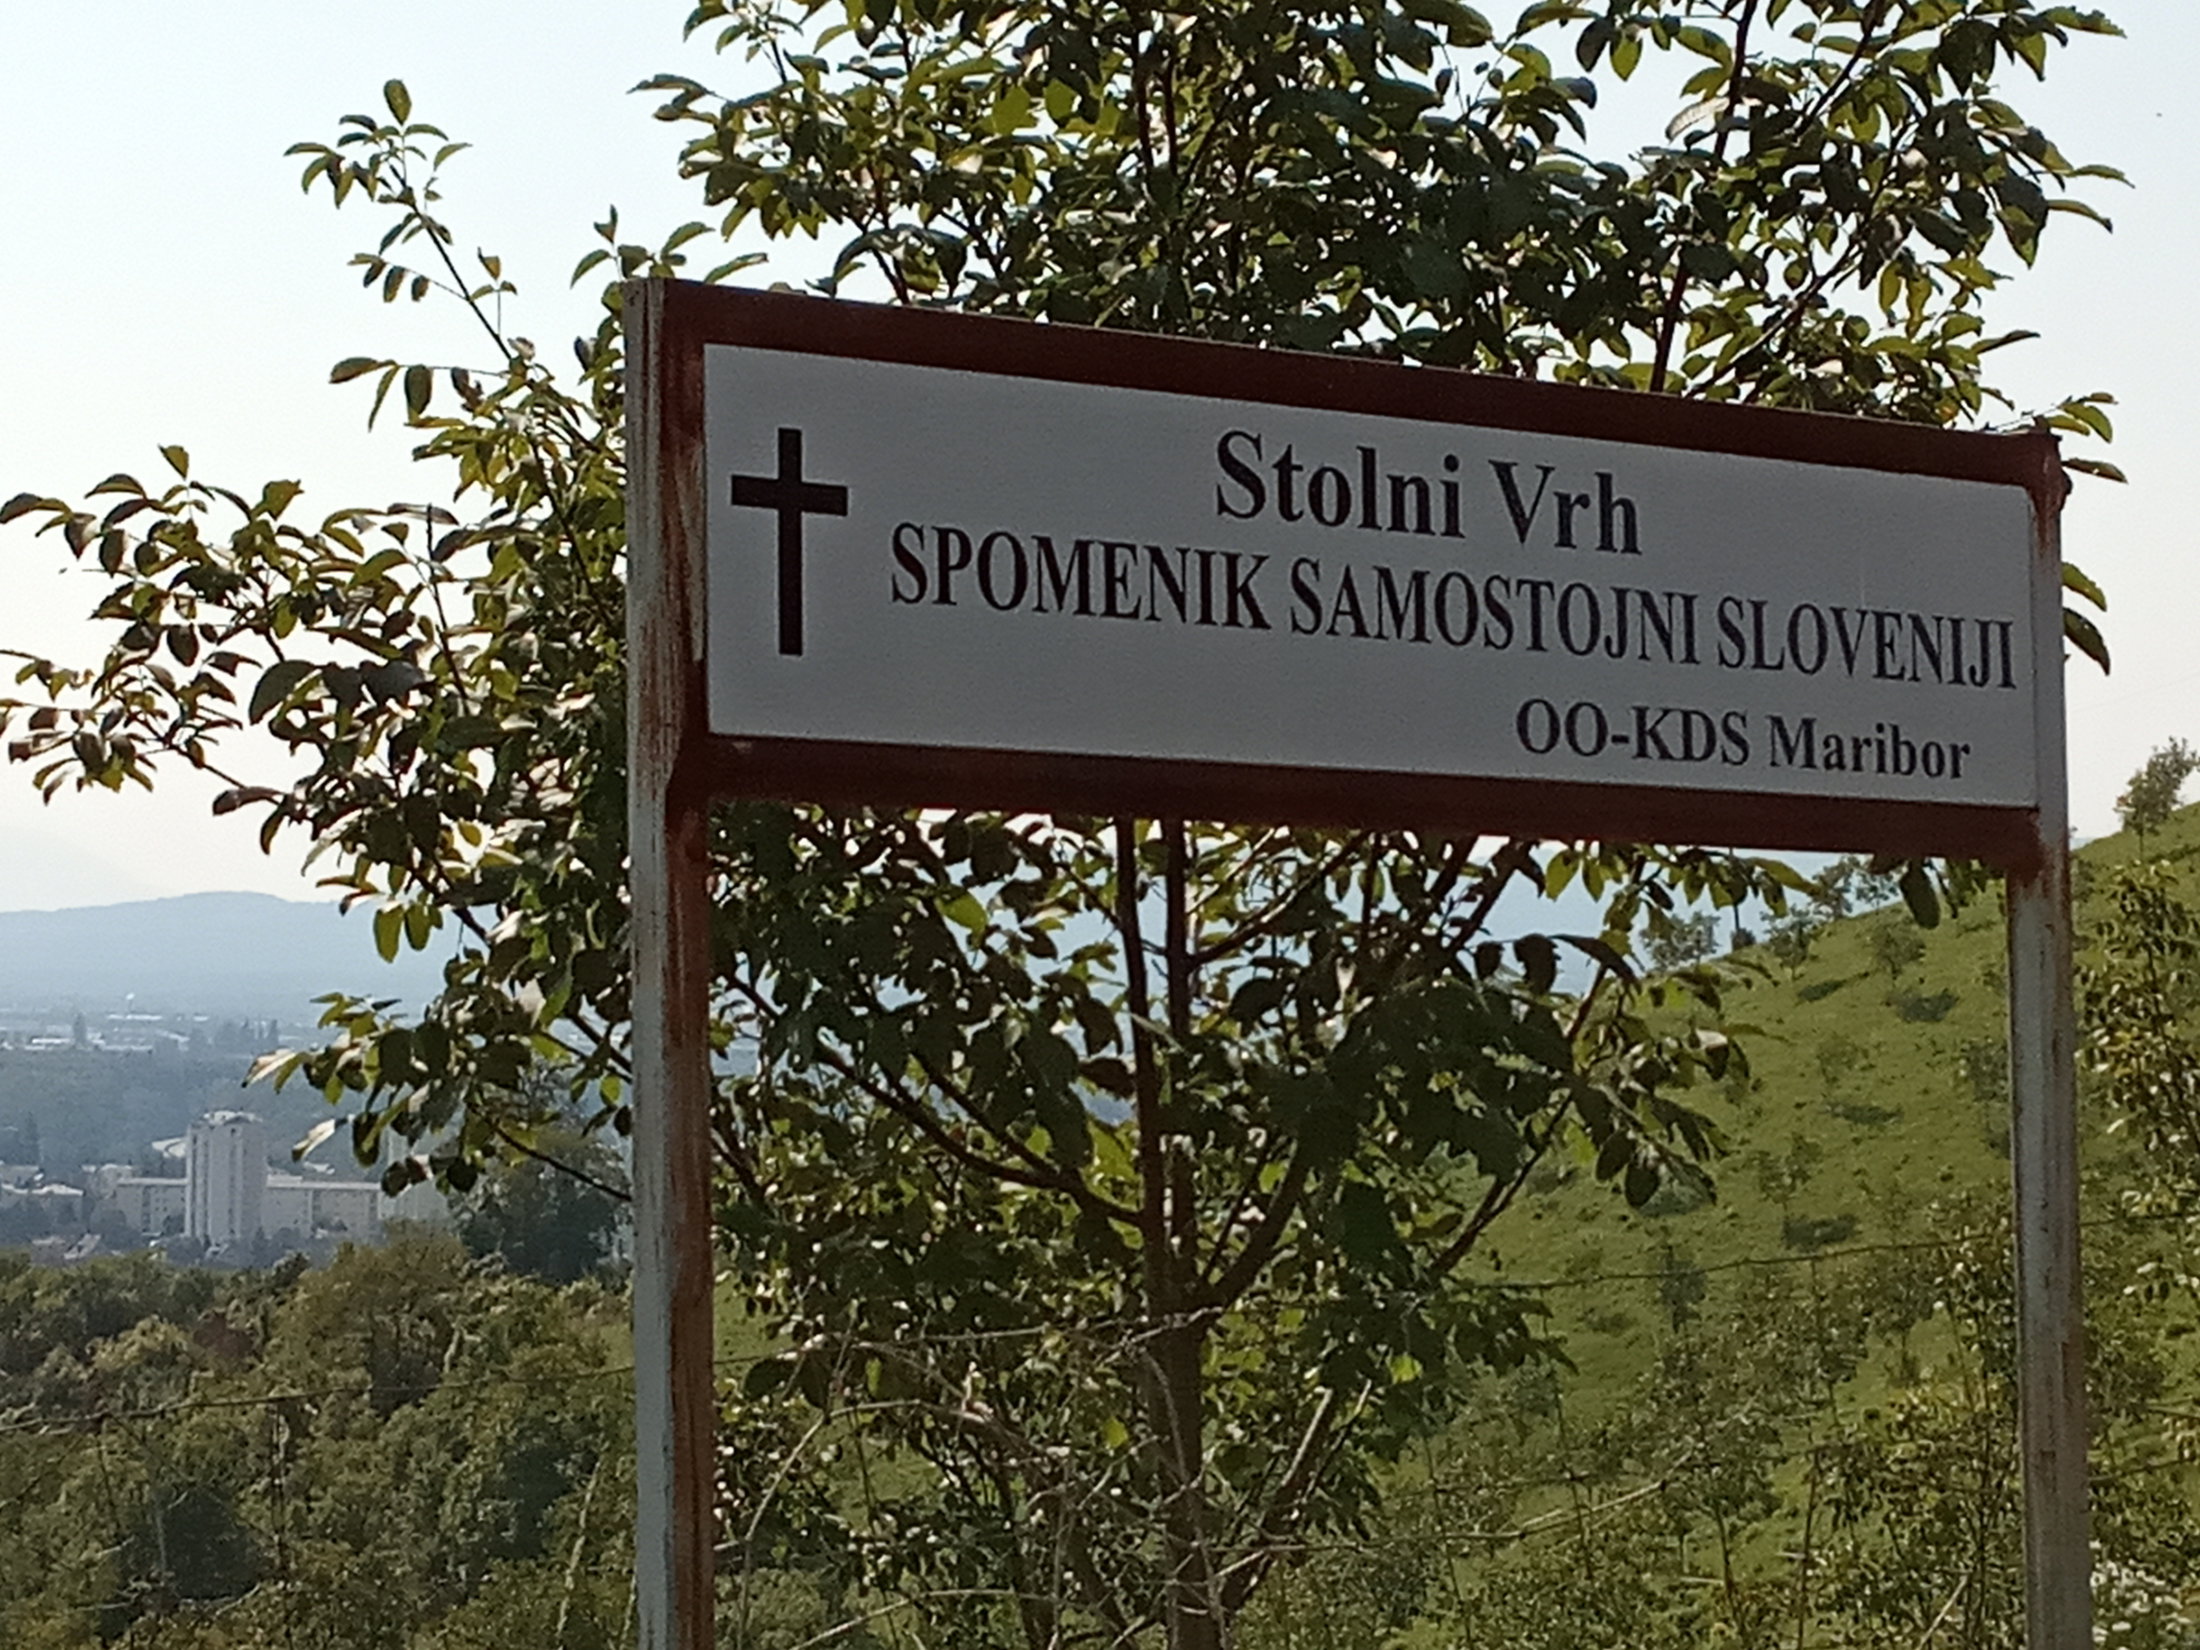 Stolni Vrh
SPOMENIK SAMOSTOJNI SLOVENIJI
OO-KDS Maribor